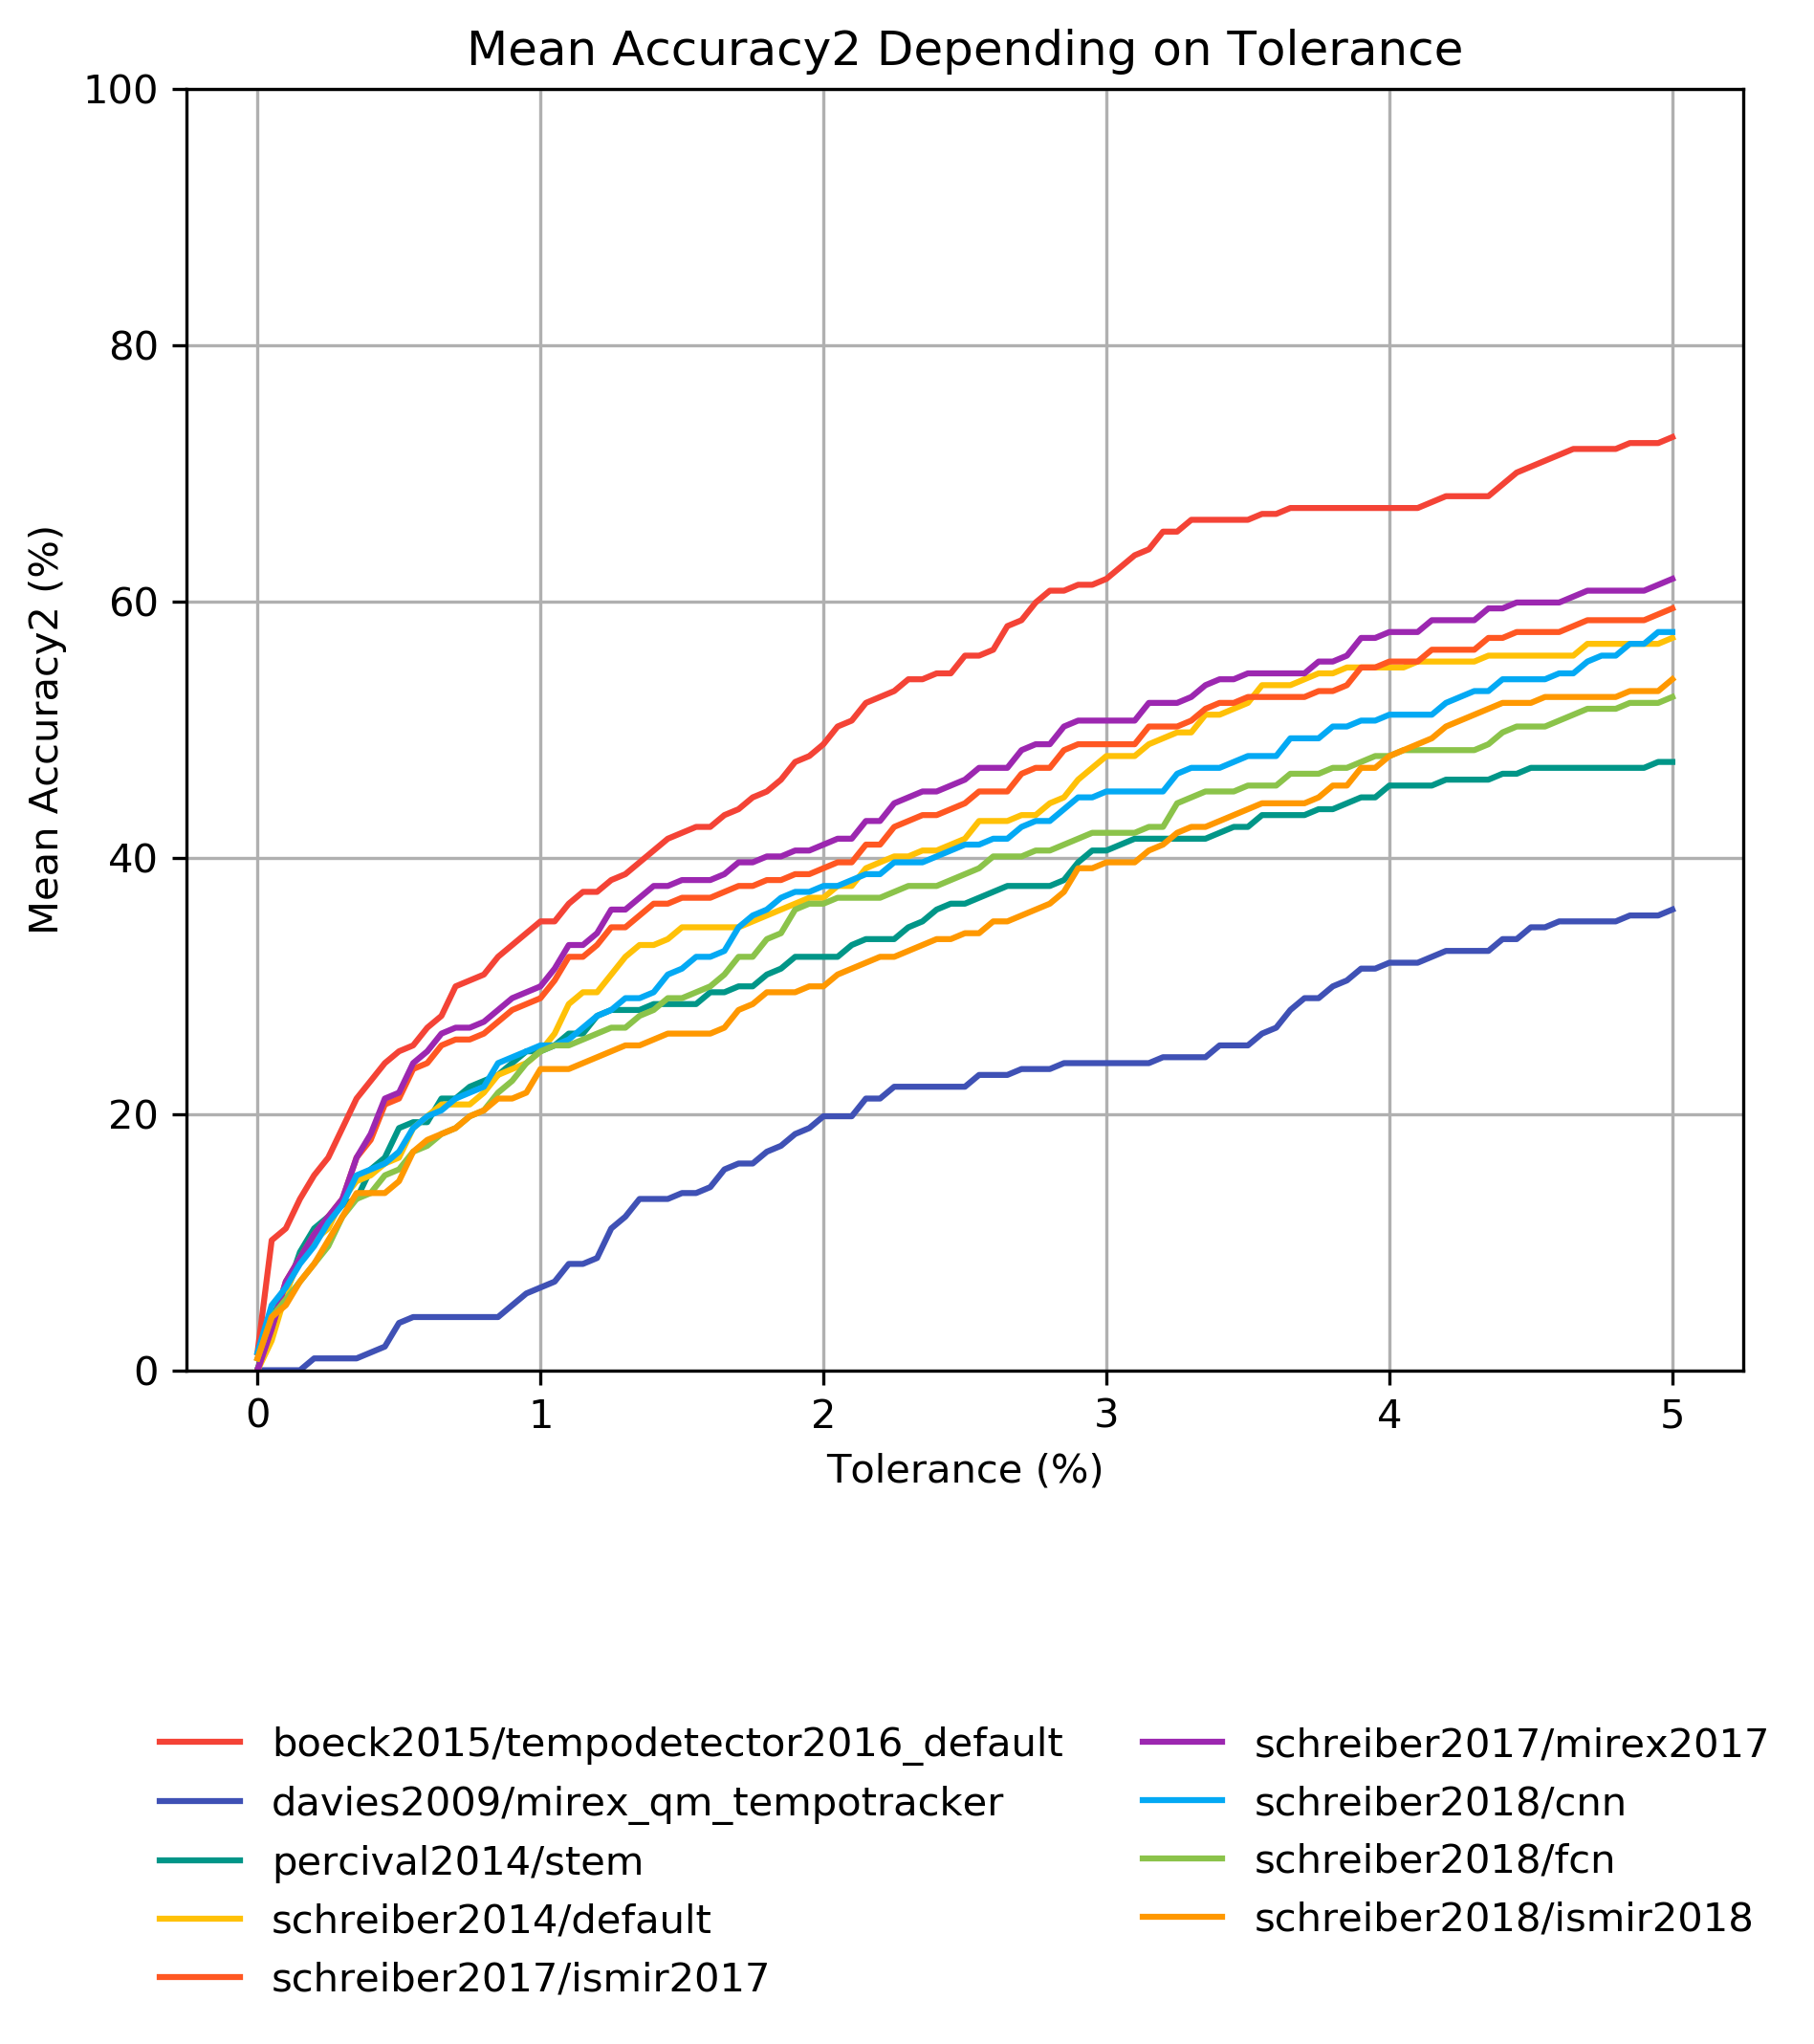 Mean Accuracy2 Depending on Tolerance
100
80
60
40
20
0
Mean Accuracy2 (%)
0 1 2 3 4 5
Tolerance (%)
boeck2015/tempodetector2016_default
davies2009/mirex_qm_tempotracker
percival2014/stem
schreiber2014/default
schreiber2017/ismir2017
schreiber2017/mirex2017
schreiber2018/cnn
schreiber2018/fcn
schreiber2018/ismir2018